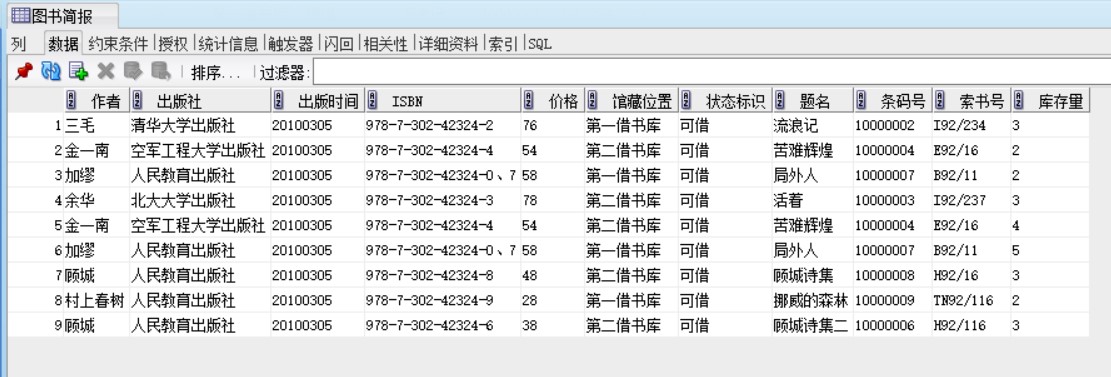 图书简报
列 数据 约束条件 授权 统计信息 触发器 闪回 相关性 详细资料 索引 SQL
排序... 过滤器:
作者 出版社 出版时间 ISBN 价格 馆藏位置 状态标识 题名 条码号 索书号 库存量
1 三毛 清华大学出版社 20100305 978-7-302-42324-2 76 第一借书库 可借 流浪记 10000002 I92/234 3
2 金一南 空军工程大学出版社 20100305 978-7-302-42324-4 54 第二借书库 可借 苦难辉煌 10000004 E92/16 2
3 加缪 人民教育出版社 20100305 978-7-302-42324-0、7 58 第一借书库 可借 局外人 10000007 B92/11 2
4 余华 北大大学出版社 20100305 978-7-302-42324-3 78 第二借书库 可借 活着 10000003 I92/237 3
5 金一南 空军工程大学出版社 20100305 978-7-302-42324-4 54 第二借书库 可借 苦难辉煌 10000004 E92/16 4
6 加缪 人民教育出版社 20100305 978-7-302-42324-0、7 58 第一借书库 可借 局外人 10000007 B92/11 5
7 顾城 人民教育出版社 20100305 978-7-302-42324-8 48 第二借书库 可借 顾城诗集 10000008 H92/16 3
8 村上春树 人民教育出版社 20100305 978-7-302-42324-9 28 第一借书库 可借 挪威的森林 10000009 TN92/116 2
9 顾城 人民教育出版社 20100305 978-7-302-42324-6 38 第二借书库 可借 顾城诗集二 10000006 H92/116 3